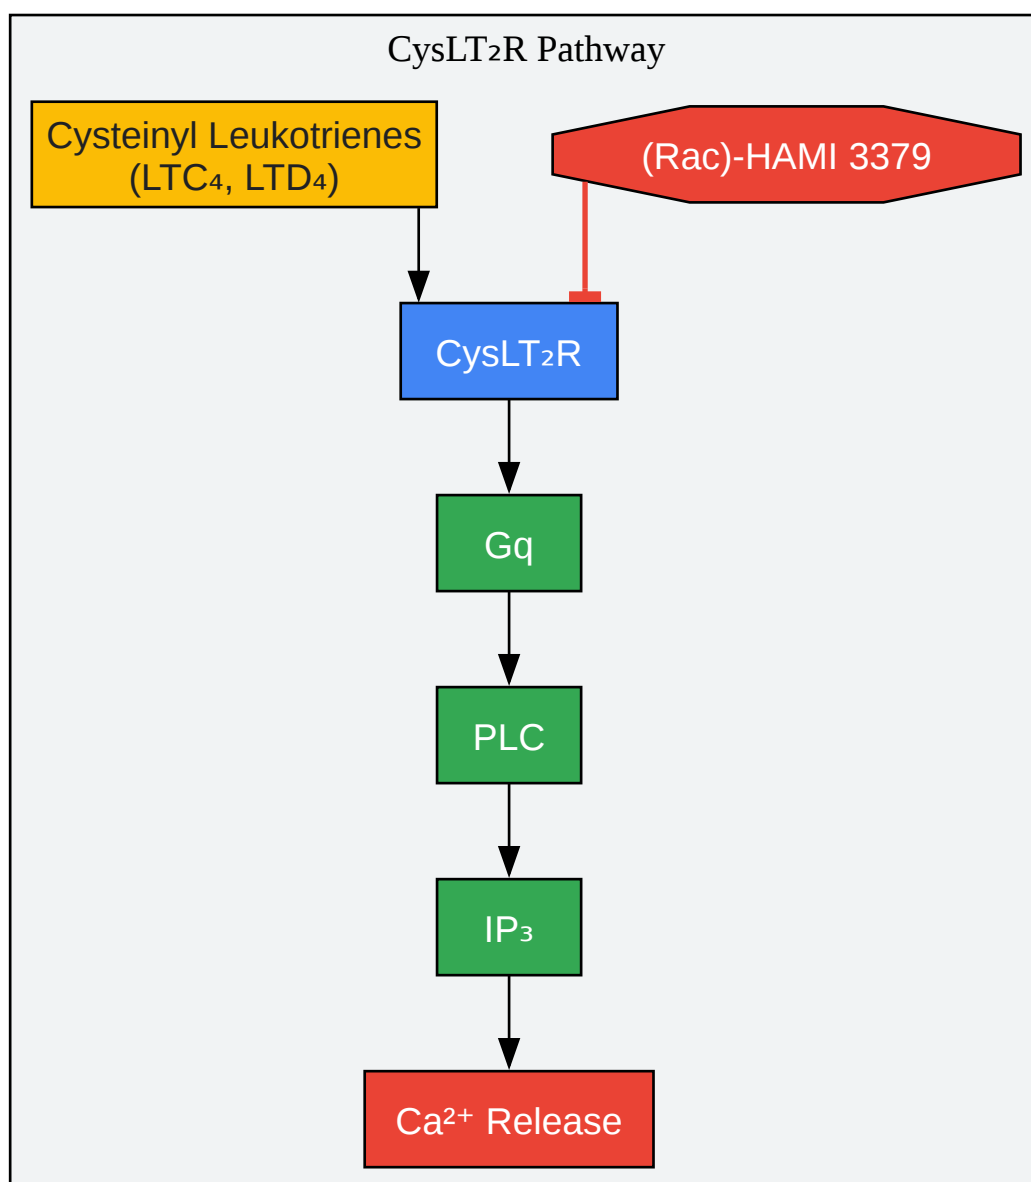 CysLT₂R Pathway
Cysteinyl Leukotrienes
(LTC₄, LTD₄)
(Rac)-HAMI 3379
CysLT₂R
Gq
PLC
IP₃
Ca²⁺ Release